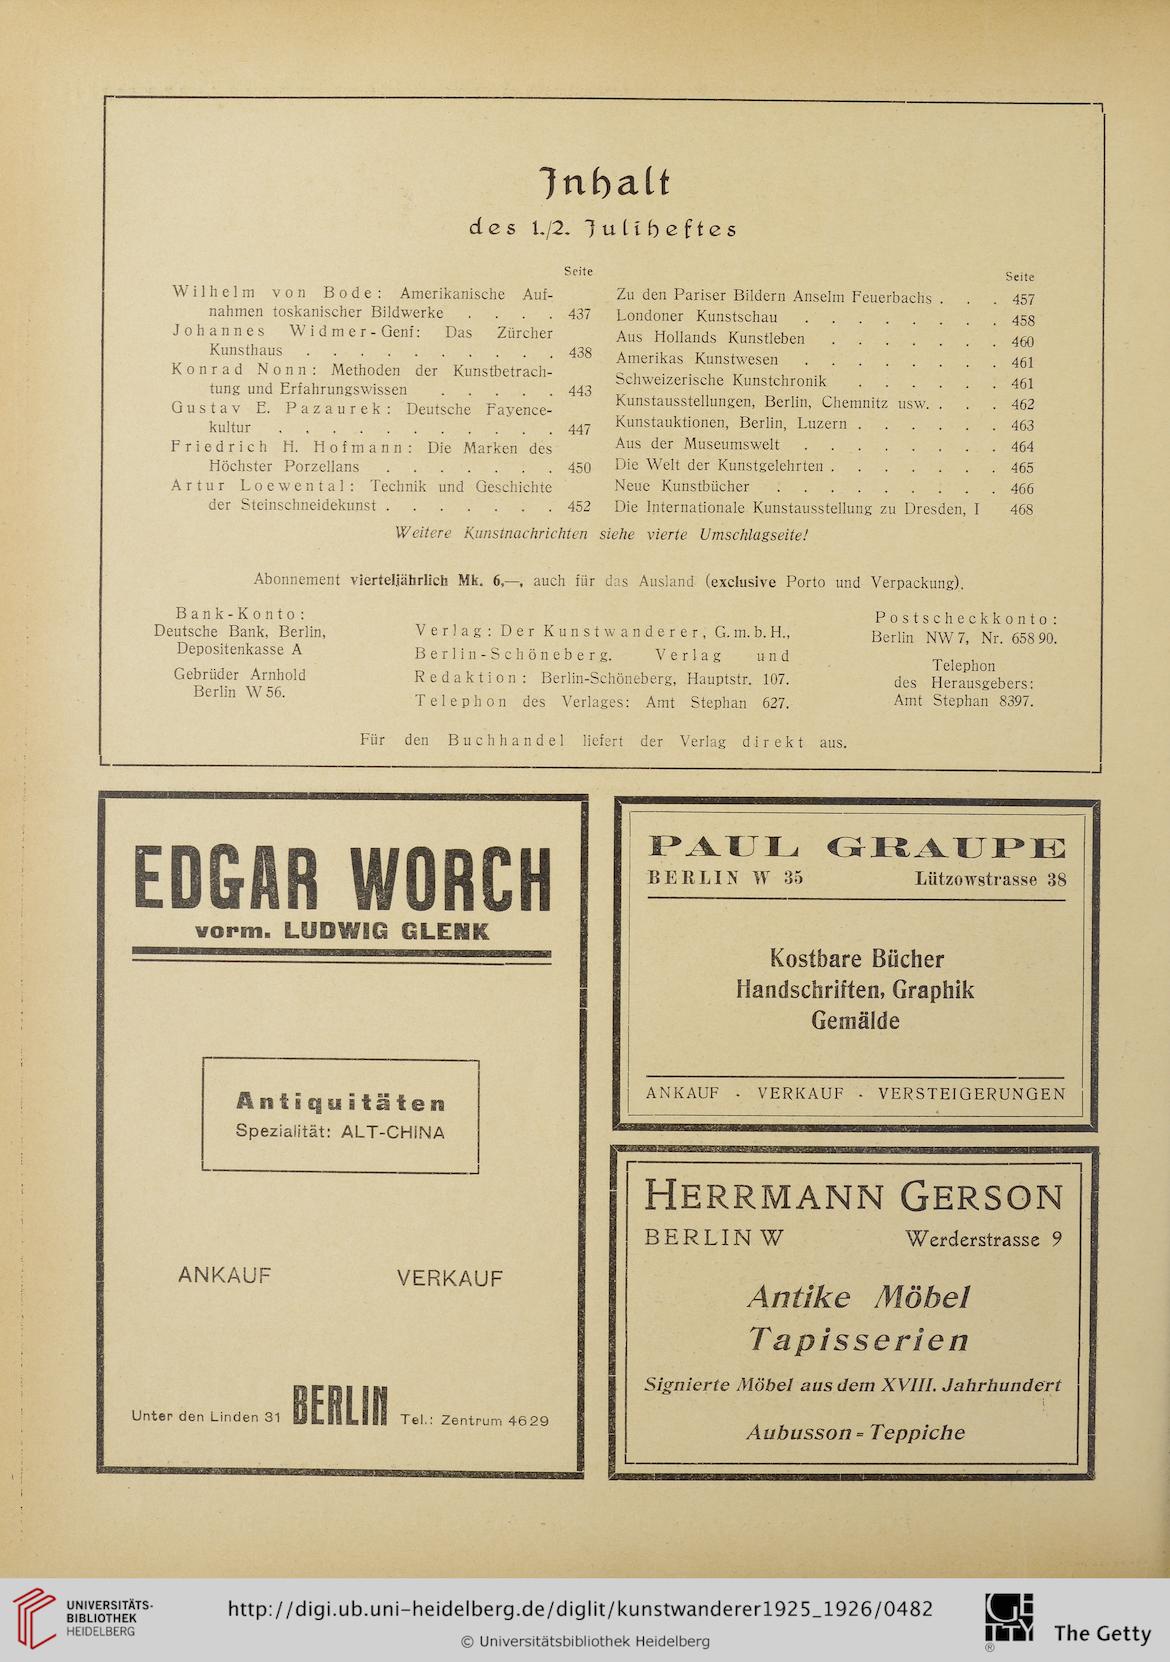 Inhalt
des 1./2. Juliheftes
Seite
Wilhelm von Bode: Amerikanische Auf-
nahmen toskanischer Bildwerke . . . . 437
Johannes Widmer-Genf: Das Zürcher
Kunsthaus . . . . . . . . . . 438
Konrad Nonn: Methoden der Kunstbetrach-
tung und Erfahrungswissen . . . . . 443
Gustav E. Pazaurek: Deutsche Fayence-
kultur . . . . . . . . . . . 447
Friedrich H. Hofmann: Die Marken des
Höchster Porzellans . . . . . . . 450
Artur Loewental: Technik und Geschichte
der Steinschneidekunst . . . . . . . 452
Seite
Zu den Pariser Bildern Anselm Feuerbachs . . . 457
Londoner Kunstschau . . . . . . . . 458
Aus Hollands Kunstleben . . . . . . . 460
Amerikas Kunstwesen . . . . . . . . 461
Schweizerische Kunstchronik . . . . . . 461
Kunstausstellungen, Berlin, Chemnitz usw. . . . 462
Kunstauktionen, Berlin, Luzern . . . . . . 463
Aus der Museumswelt . . . . . . . . 464
Die Welt der Kunstgelehrten . . . . . . . 465
Neue Kunstbücher . . . . . . . . . 466
Die Internationale Kunstausstellung zu Dresden, I 468
Weitere Kunstnachrichten siehe vierte Umschlagseite!
Abonnement vierteljährlich Mk. 6,—, auch für das Ausland (exclusive Porto und Verpackung).
Bank-Konto:
Deutsche Bank, Berlin,
Depositenkasse A
Gebrüder Arnhold
Berlin W 56.
Verlag: Der Kunstwanderer, G. m. b. H.,
Berlin-Schöneberg. Verlag und
Redaktion: Berlin-Schöneberg, Hauptstr. 107.
Telephon des Verlages: Amt Stephan 627.
Postscheckkonto:
Berlin NW 7, Nr. 658 90.
Telephon
des Herausgebers:
Amt Stephan 8397.
Für den Buchhandel liefert der Verlag direkt aus.
EDGAR WORCH
vorm. LUDWIG GLENK
Antiquitäten
Spezialität: ALT-CHINA
ANKAUF VERKAUF
Unter den Linden 31 BERLIN Tel.: Zentrum 4629
PAUL GRAUPE
BERLIN W 35 Lützowstrasse 38
Kostbare Bücher
Handschriften, Graphik
Gemälde
ANKAUF · VERKAUF · VERSTEIGERUNGEN
HERRMANN GERSON
BERLIN W Werderstrasse 9
Antike Möbel
Tapisserien
Signierte Möbel aus dem XVIII. Jahrhundert
Aubusson=Teppiche
UNIVERSITÄTS-
BIBLIOTHEK
HEIDELBERG
http://digi.ub.uni-heidelberg.de/diglit/kunstwanderer1925_1926/0482
© Universitätsbibliothek Heidelberg
GETTY
®
The Getty